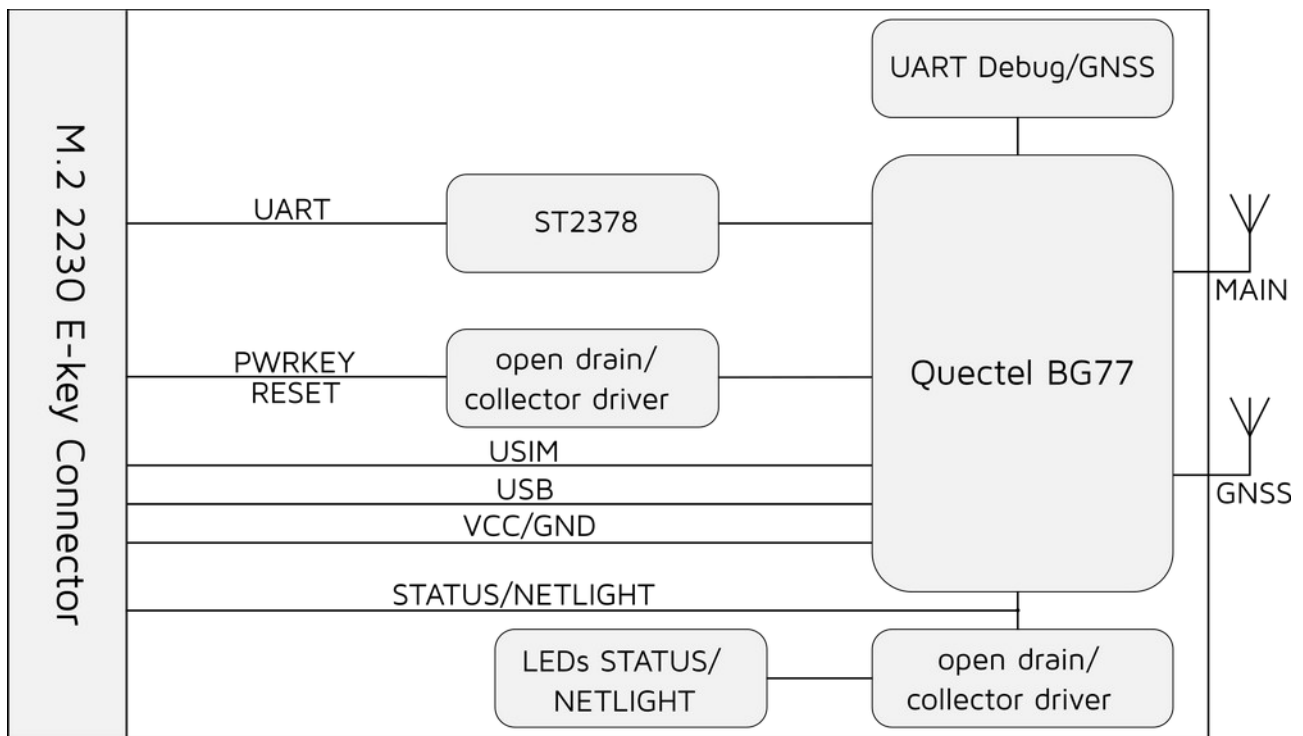 M.2 2230 E-key Connector
UART Debug/GNSS
UART
ST2378
MAIN
PWRKEY
RESET
open drain/
collector driver
Quectel BG77
USIM
USB
VCC/GND
GNSS
STATUS/NETLIGHT
LEDs STATUS/
NETLIGHT
open drain/
collector driver